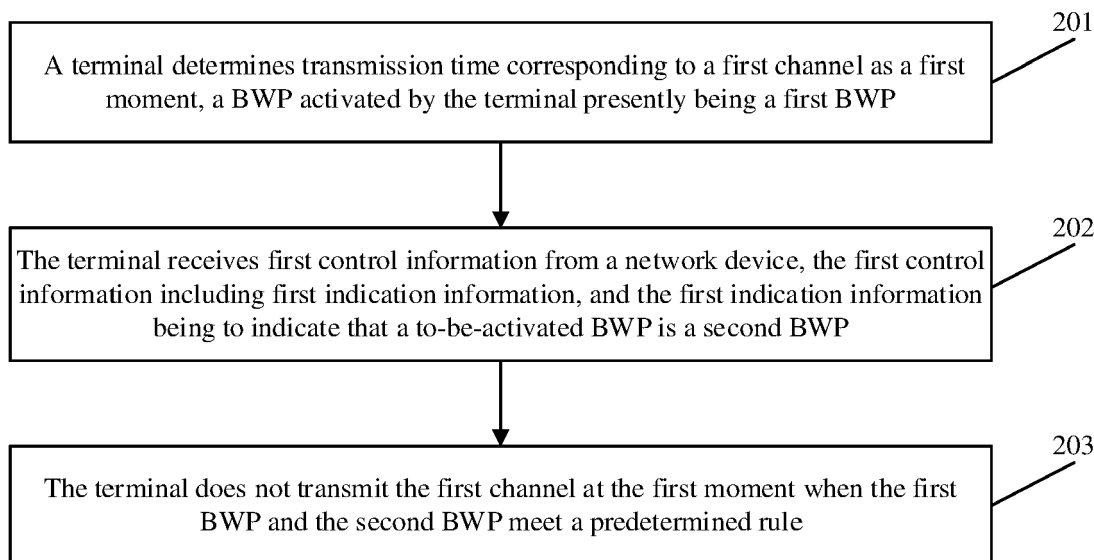 201
A terminal determines transmission time corresponding to a first channel as a first
moment, a BWP activated by the terminal presently being a first BWP
202
The terminal receives first control information from a network device, the first control
information including first indication information, and the first indication information
being to indicate that a to-be-activated BWP is a second BWP
203
The terminal does not transmit the first channel at the first moment when the first
BWP and the second BWP meet a predetermined rule